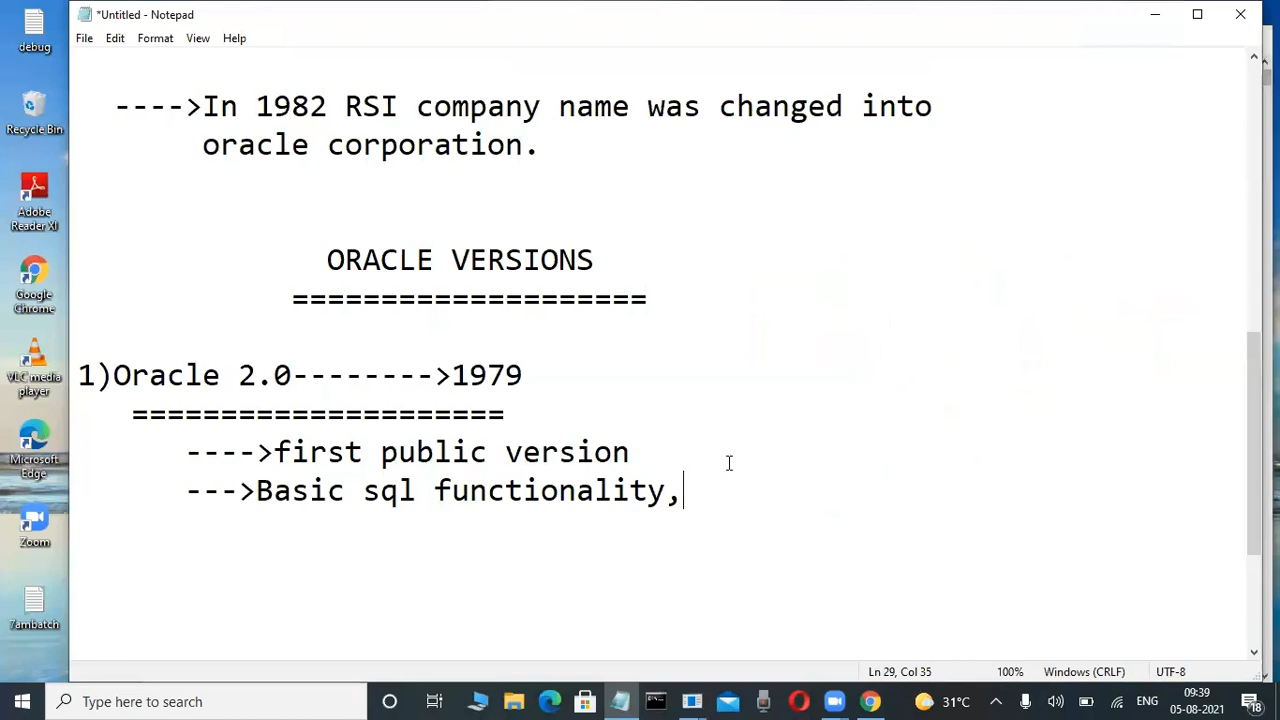 *Untitled - Notepad
File Edit Format View Help
---->In 1982 RSI company name was changed into
oracle corporation.
ORACLE VERSIONS
====================
1)Oracle 2.0-------->1979
=====================
---->first public version
--->Basic sql functionality,
debug
Recycle Bin
Adobe
Reader XI
Google
Chrome
VLC media
player
Microsoft
Edge
Zoom
7ambatch
Ln 29, Col 35 100% Windows (CRLF) UTF-8
Type here to search
31°C
ENG
09:39
05-08-2021
18